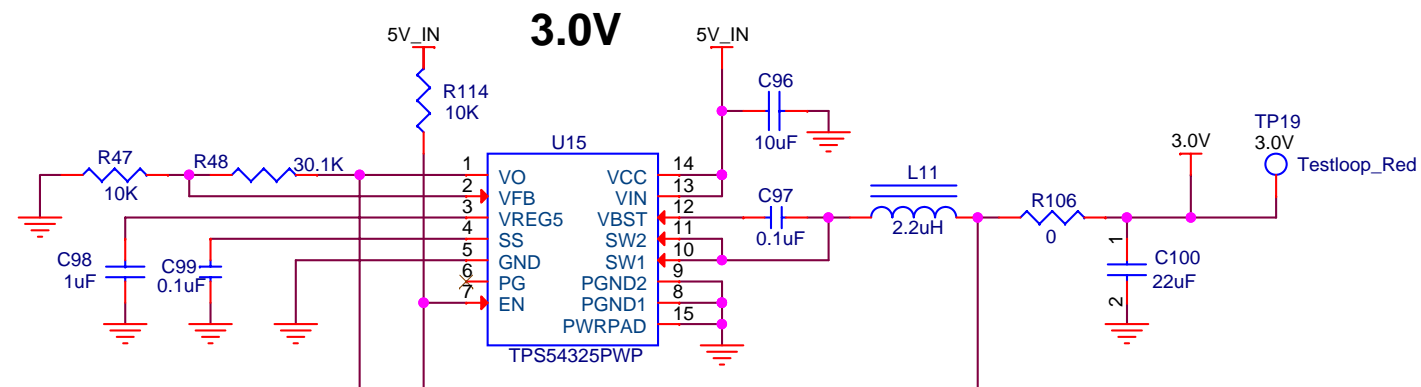 3.0V
5V_IN
5V_IN
R114
10K
C96
10uF
TP19
3.0V
Testloop_Red
3.0V
U15
R47
10K
R48
30.1K
1
2
3
4
5
6
7
VO
VFB
VREG5
SS
GND
PG
EN
VCC
VIN
VBST
SW2
SW1
PGND2
PGND1
PWRPAD
14
13
12
11
10
9
8
15
TPS54325PWP
C97
0.1uF
L11
2.2uH
R106
0
C98
1uF
C99
0.1uF
1
C100
22uF
2